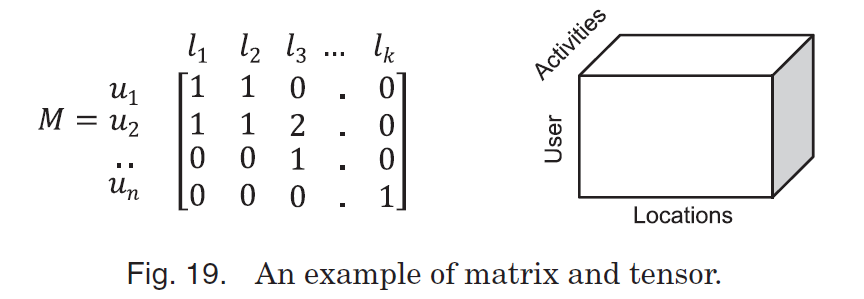 l₁ l₂ l₃ ... lₖ
u₁ [1 1 0 . 0]
M = u₂ [1 1 2 . 0]
.. [0 0 1 . 0]
uₙ [0 0 0 . 1]
Activities
User
Locations
Fig. 19. An example of matrix and tensor.